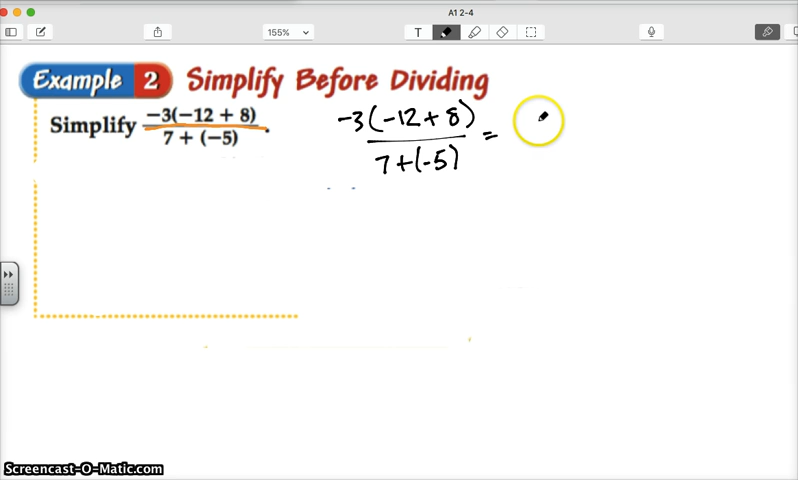 A1 2-4
155%
T
Example 2 Simplify Before Dividing
Simplify −3(−12 + 8) / 7 + (−5) .
-3(-12+8) =
7+(-5)
Screencast-O-Matic.com